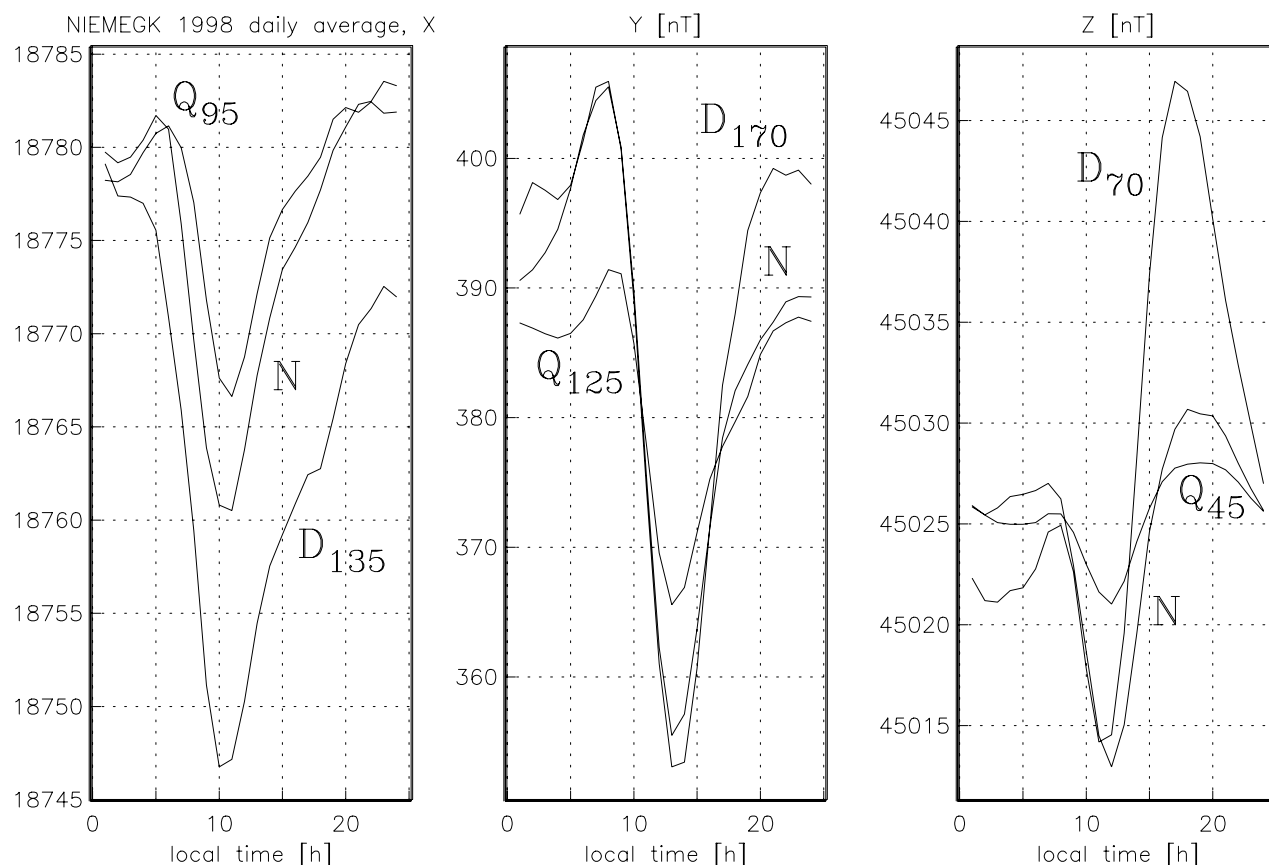 NIEMEGK 1998 daily average, X
18785
18780
18775
18770
18765
18760
18755
18750
18745
Q95
N
D135
0 10 20
local time [h]
Y [nT]
400
390
380
370
360
D170
N
Q125
0 10 20
local time [h]
Z [nT]
45045
45040
45035
45030
45025
45020
45015
D70
Q45
N
0 10 20
local time [h]